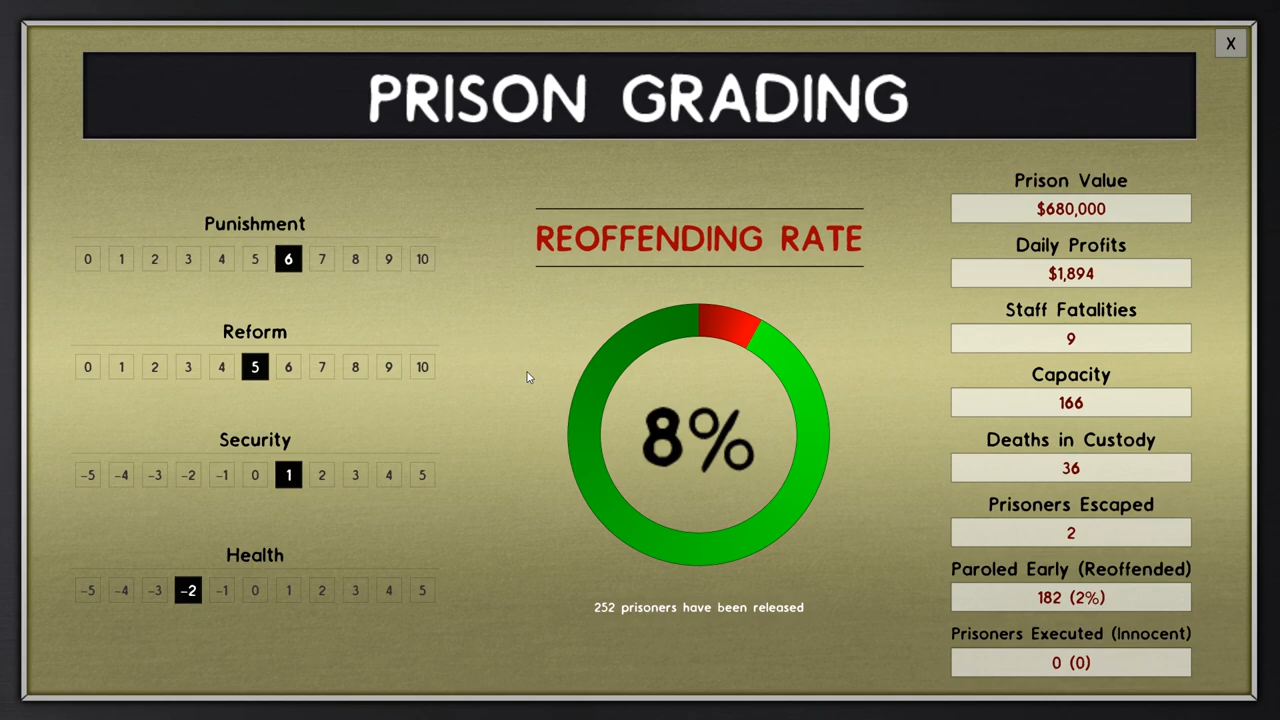 X
PRISON GRADING
Punishment
0 1 2 3 4 5 6 7 8 9 10
Reform
0 1 2 3 4 5 6 7 8 9 10
Security
-5 -4 -3 -2 -1 0 1 2 3 4 5
Health
-5 -4 -3 -2 -1 0 1 2 3 4 5
REOFFENDING RATE
8%
252 prisoners have been released
Prison Value
$680,000
Daily Profits
$1,894
Staff Fatalities
9
Capacity
166
Deaths in Custody
36
Prisoners Escaped
2
Paroled Early (Reoffended)
182 (2%)
Prisoners Executed (Innocent)
0 (0)